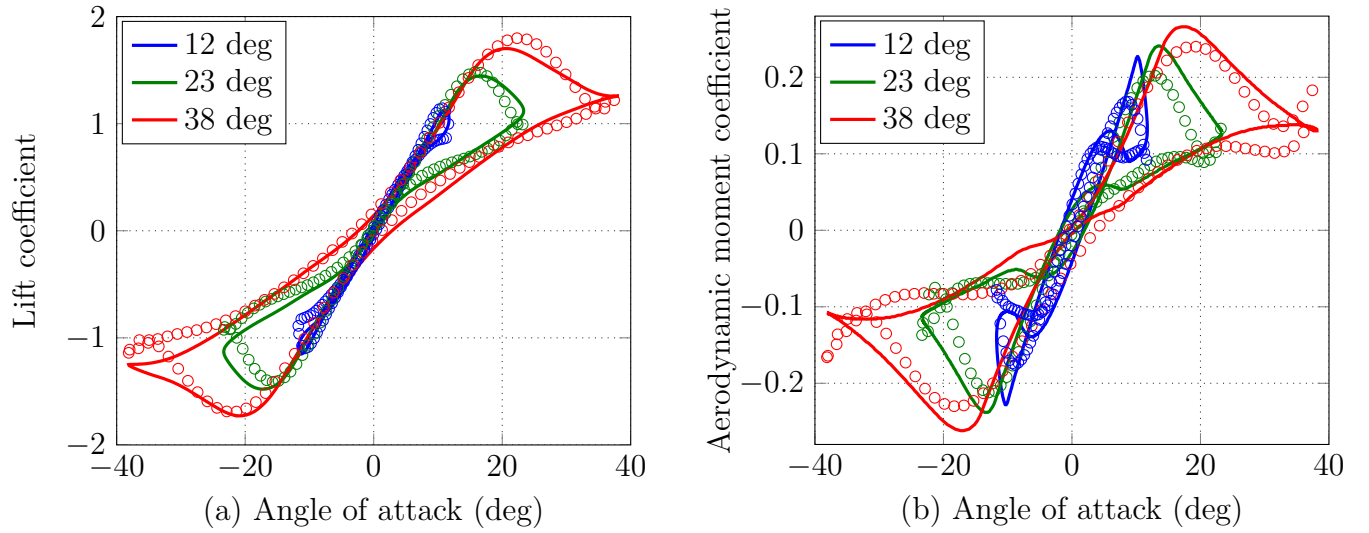 Lift coefficient
2
1
0
−1
−2
12 deg
23 deg
38 deg
−40 −20 0 20 40
(a) Angle of attack (deg)
Aerodynamic moment coefficient
0.2
0.1
0
−0.1
−0.2
12 deg
23 deg
38 deg
−40 −20 0 20 40
(b) Angle of attack (deg)